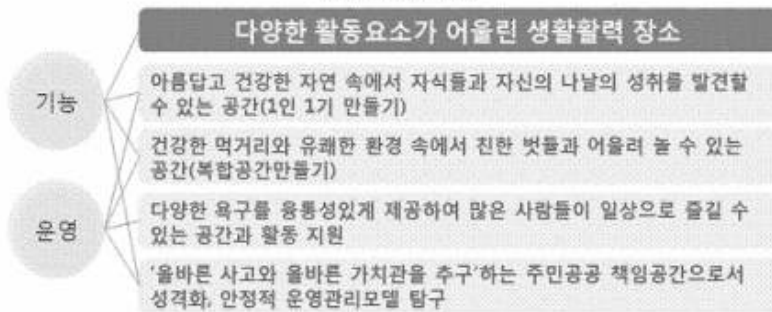 다양한 활동요소가 어울린 생활활력 장소
기능
아름답고 건강한 자연 속에서 자식들과 자신의 나날의 성취를 발견할
수 있는 공간(1인 1기 만들기)
건강한 먹거리와 유쾌한 환경 속에서 친한 벗들과 어울려 놀 수 있는
공간(복합공간만들기)
운영
다양한 욕구를 융통성있게 제공하여 많은 사람들이 일상으로 즐길 수
있는 공간과 활동 지원
'올바른 사고와 올바른 가치관을 추구'하는 주민공공 책임공간으로서
성격화, 안정적 운영관리모델 탐구